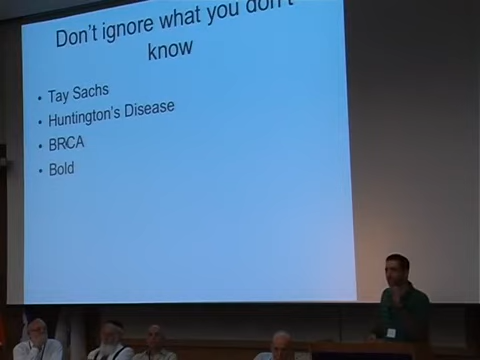 Don't ignore what you don't
know
• Tay Sachs
• Huntington's Disease
• BRCA
• Bold